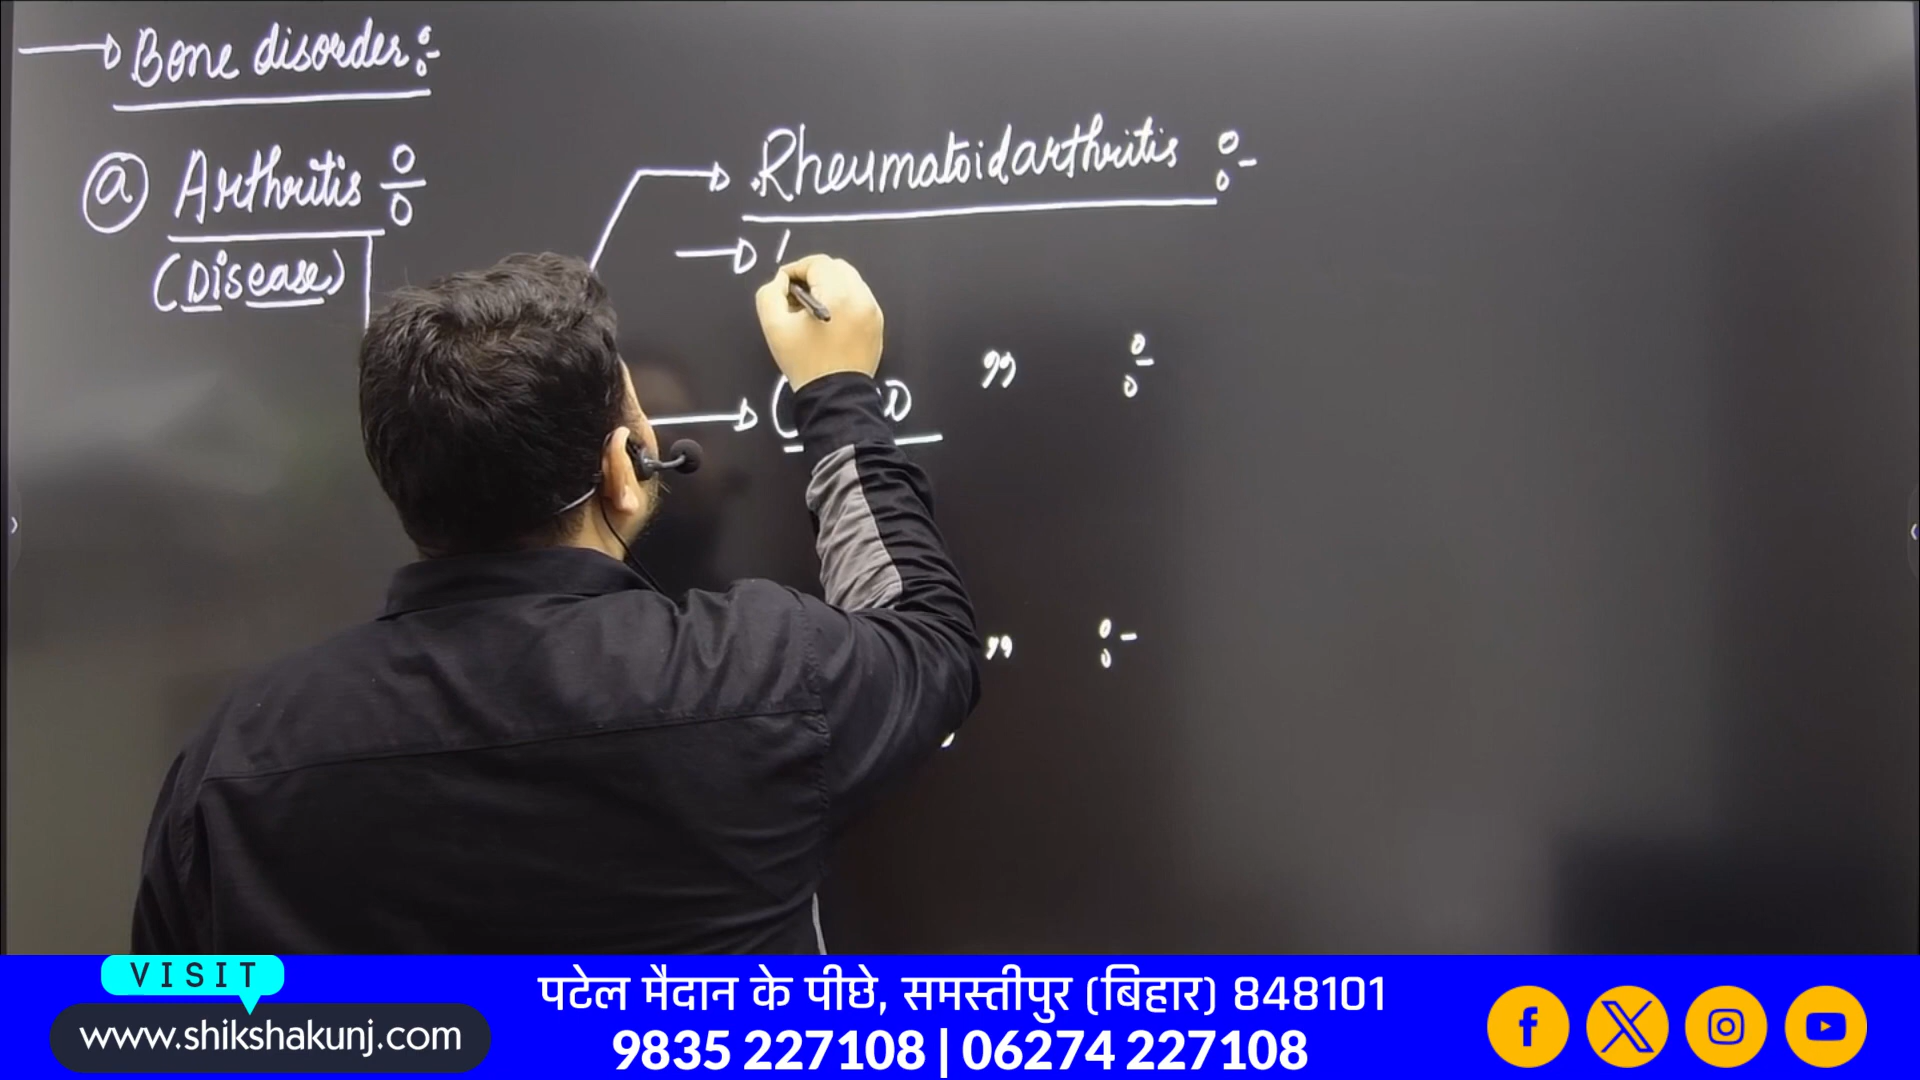 Bone disorder:-
(a) Arthritis ÷
(Disease)
Rheumatoidarthritis :-
" :-
" :-
VISIT
www.shikshakunj.com
पटेल मैदान के पीछे, समस्तीपुर (बिहार) 848101
9835 227108 | 06274 227108